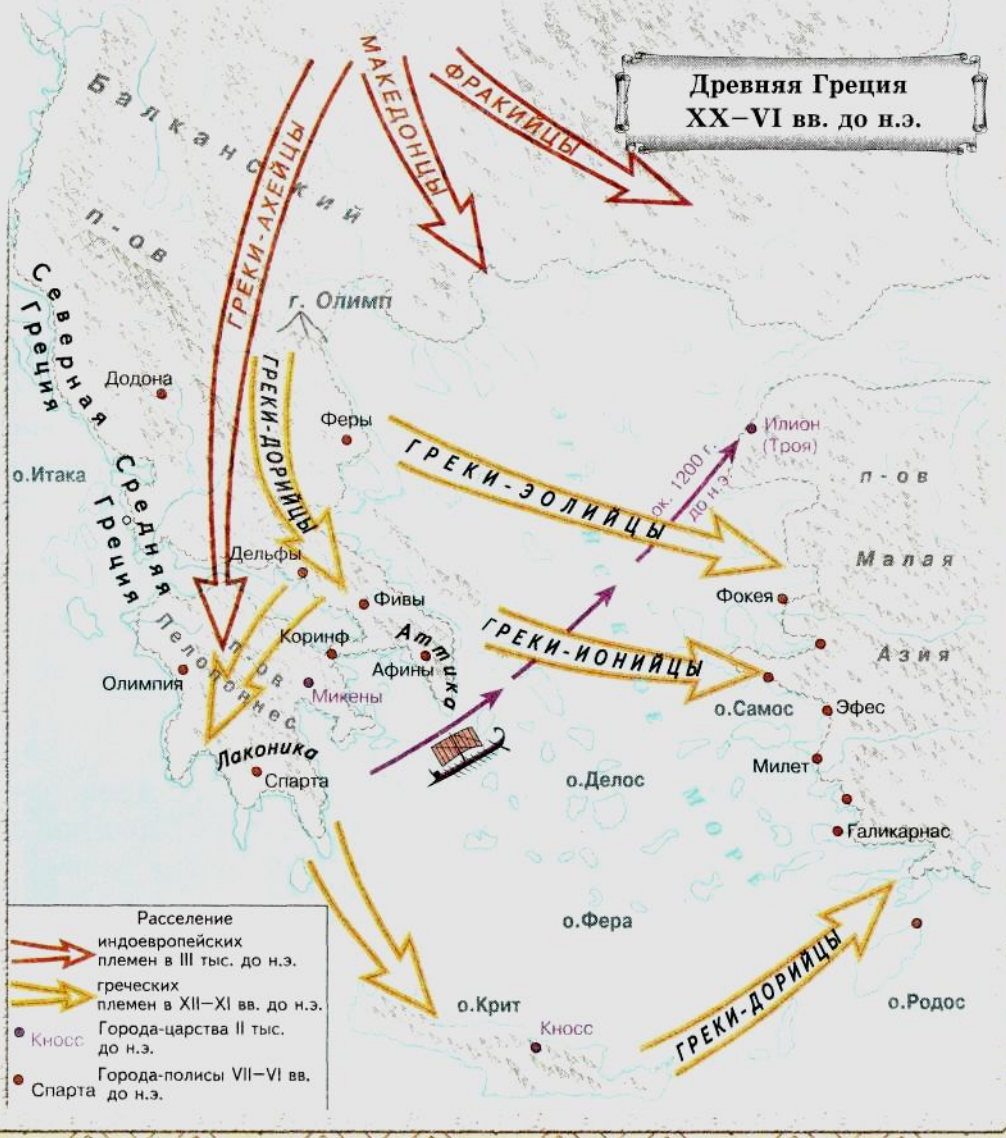 Древняя Греция
XX–VI вв. до н.э.
МАКЕДОНЦЫ
ФРАКИЙЦЫ
ГРЕКИ-АХЕЙЦЫ
Балканский
п-ов
г. Олимп
Северная
Греция
Додона
ГРЕКИ-ДОРИЙЦЫ
Феры
ГРЕКИ-ЭОЛИЙЦЫ
ок. 1200 г.
до н.э.
Илион
(Троя)
о.Итака
Средняя
Греция
п-ов
Малая
Азия
Дельфы
Фивы
Фокея
Коринф
Аттика
Афины
ГРЕКИ-ИОНИЙЦЫ
Пелопоннес
п-ов
Олимпия
Микены
о.Самос
Эфес
Лаконика
Спарта
о.Делос
Милет
МОРЕ
Галикарнас
о.Фера
ГРЕКИ-ДОРИЙЦЫ
о.Крит
Кносс
о.Родос
Расселение
индоевропейских
племен в III тыс. до н.э.
греческих
племен в XII–XI вв. до н.э.
Кносс Города-царства II тыс.
до н.э.
Спарта Города-полисы VII–VI вв.
до н.э.